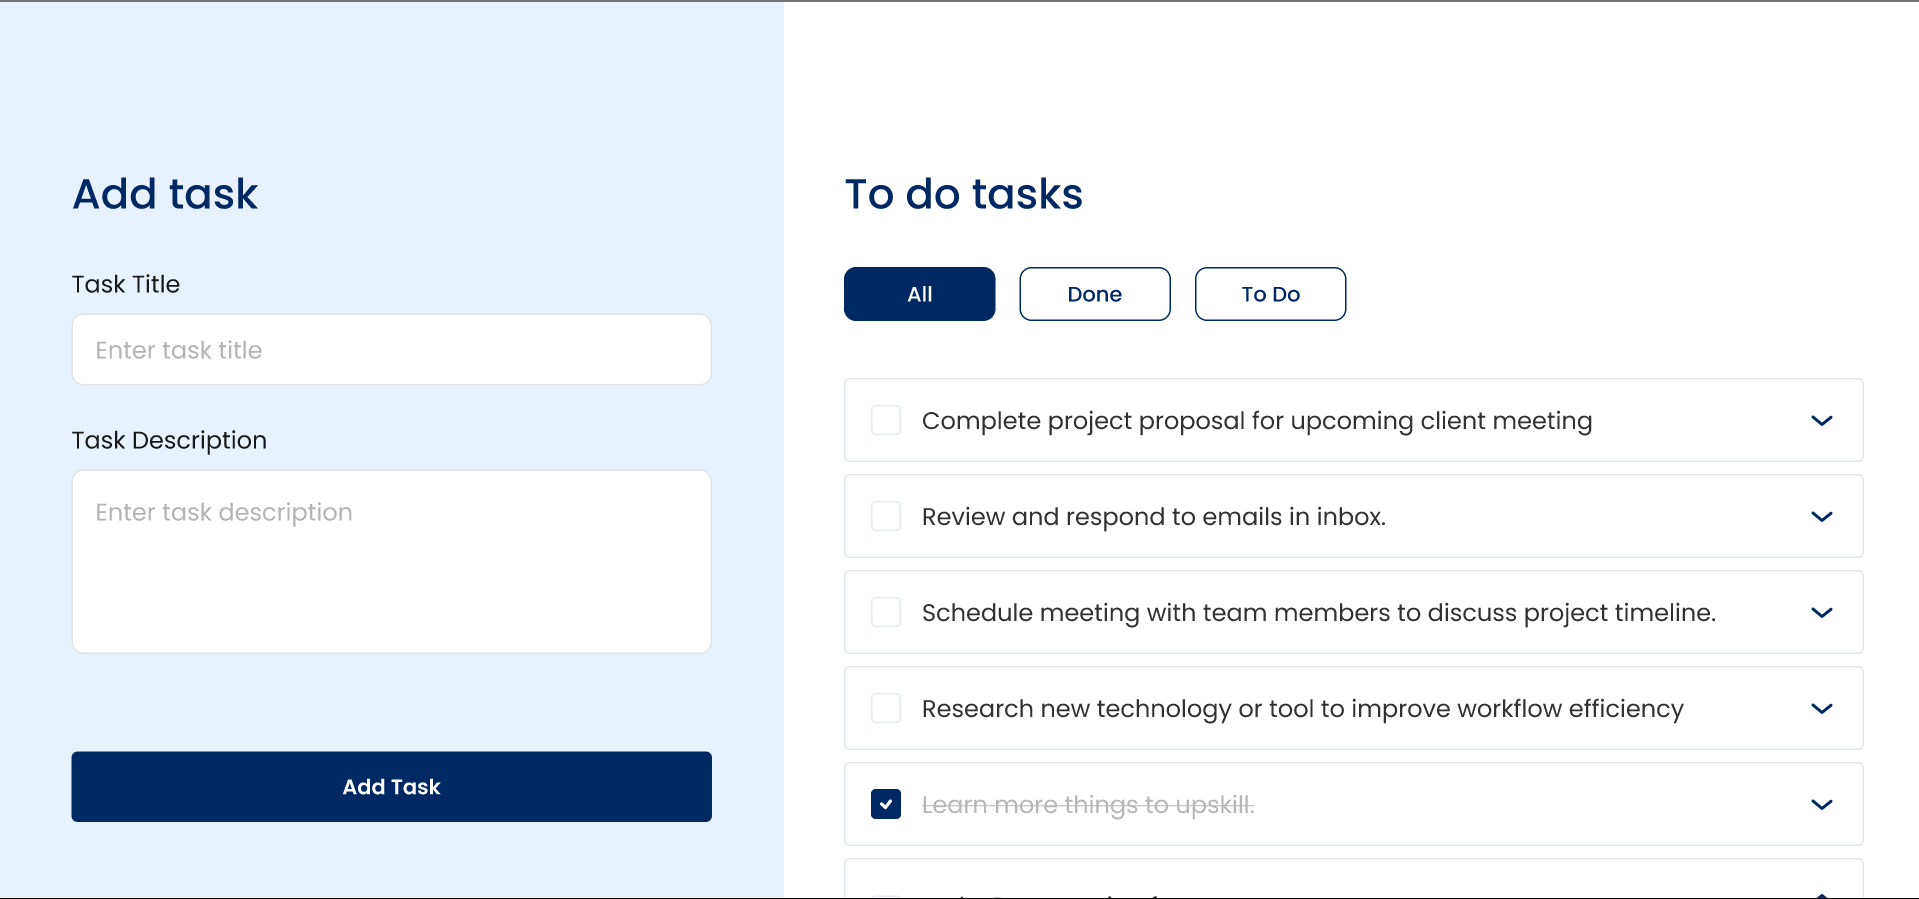 Add task
Task Title
Enter task title
Task Description
Enter task description
Add Task
To do tasks
All
Done
To Do
Complete project proposal for upcoming client meeting
Review and respond to emails in inbox.
Schedule meeting with team members to discuss project timeline.
Research new technology or tool to improve workflow efficiency
Learn more things to upskill.